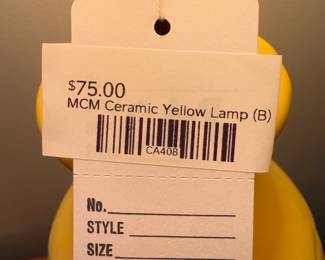 $75.00
MCM Ceramic Yellow Lamp (B)
CA408
No.
STYLE
SIZE